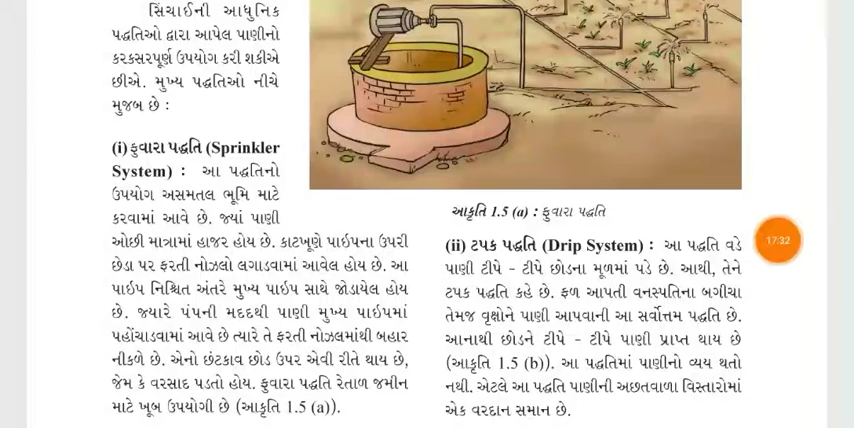 સિંચાઈની આધુનિક
પદ્ધતિઓ દ્વારા આપેલ પાણીનો
કરકસરપૂર્ણ ઉપયોગ કરી શકીએ
છીએ. મુખ્ય પદ્ધતિઓ નીચે
મુજબ છે :
(i) ફુવારા પદ્ધતિ (Sprinkler
System) : આ પદ્ધતિનો
ઉપયોગ અસમતલ ભૂમિ માટે
કરવામાં આવે છે. જ્યાં પાણી
ઓછી માત્રામાં હાજર હોય છે. કાટખૂણે પાઇપના ઉપરી
છેડા પર ફરતી નોઝલો લગાડવામાં આવેલ હોય છે. આ
પાઇપ નિશ્ચિત અંતરે મુખ્ય પાઇપ સાથે જોડાયેલ હોય
છે. જ્યારે પંપની મદદથી પાણી મુખ્ય પાઇપમાં
પહોંચાડવામાં આવે છે ત્યારે તે ફરતી નોઝલમાંથી બહાર
નીકળે છે. એનો છંટકાવ છોડ ઉપર એવી રીતે થાય છે,
જેમ કે વરસાદ પડતો હોય. ફુવારા પદ્ધતિ રેતાળ જમીન
માટે ખૂબ ઉપયોગી છે (આકૃતિ 1.5 (a)).
આકૃતિ 1.5 (a) : ફુવારા પદ્ધતિ
(ii) ટપક પદ્ધતિ (Drip System) : આ પદ્ધતિ વડે
પાણી ટીપે - ટીપે છોડના મૂળમાં પડે છે. આથી, તેને
ટપક પદ્ધતિ કહે છે. ફળ આપતી વનસ્પતિના બગીચા
તેમજ વૃક્ષોને પાણી આપવાની આ સર્વોત્તમ પદ્ધતિ છે.
આનાથી છોડને ટીપે - ટીપે પાણી પ્રાપ્ત થાય છે
(આકૃતિ 1.5 (b)). આ પદ્ધતિમાં પાણીનો વ્યય થતો
નથી. એટલે આ પદ્ધતિ પાણીની અછતવાળા વિસ્તારોમાં
એક વરદાન સમાન છે.
17:32